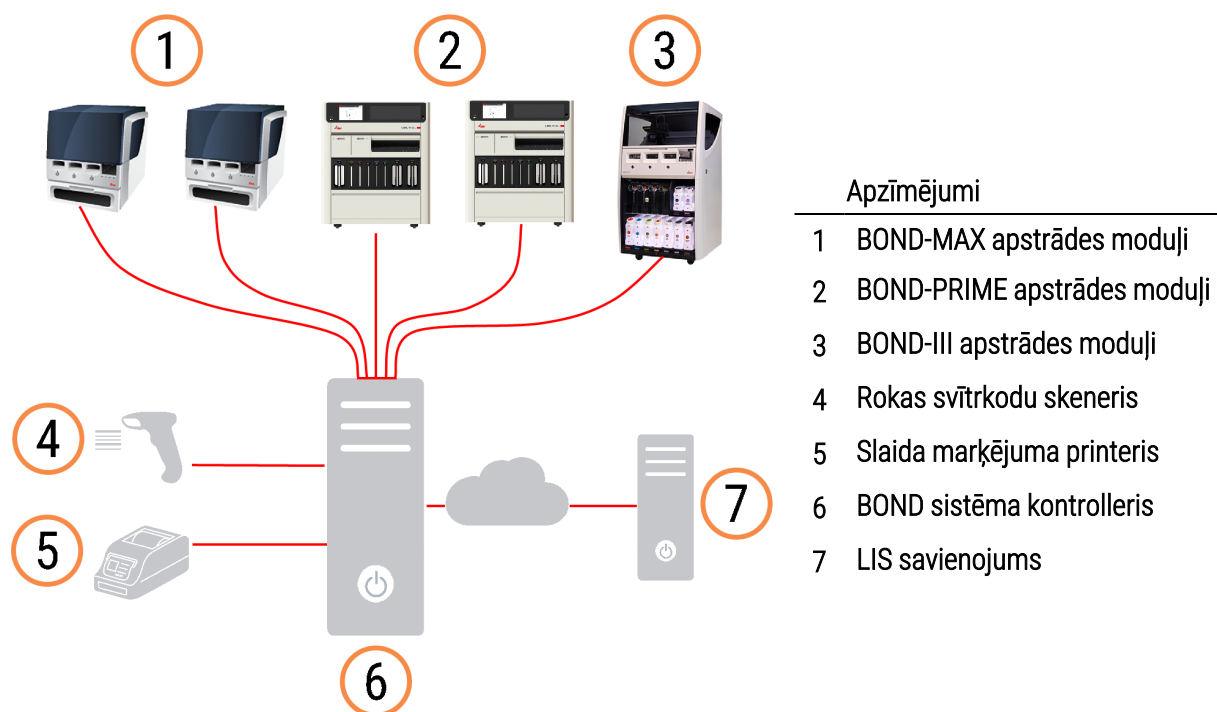 1
2
3
4
5
6
7
Apzīmējumi
1 BOND-MAX apstrādes moduļi
2 BOND-PRIME apstrādes moduļi
3 BOND-III apstrādes moduļi
4 Rokas svītrkodu skeneris
5 Slaida marķējuma printeris
6 BOND sistēma kontrolleris
7 LIS savienojums